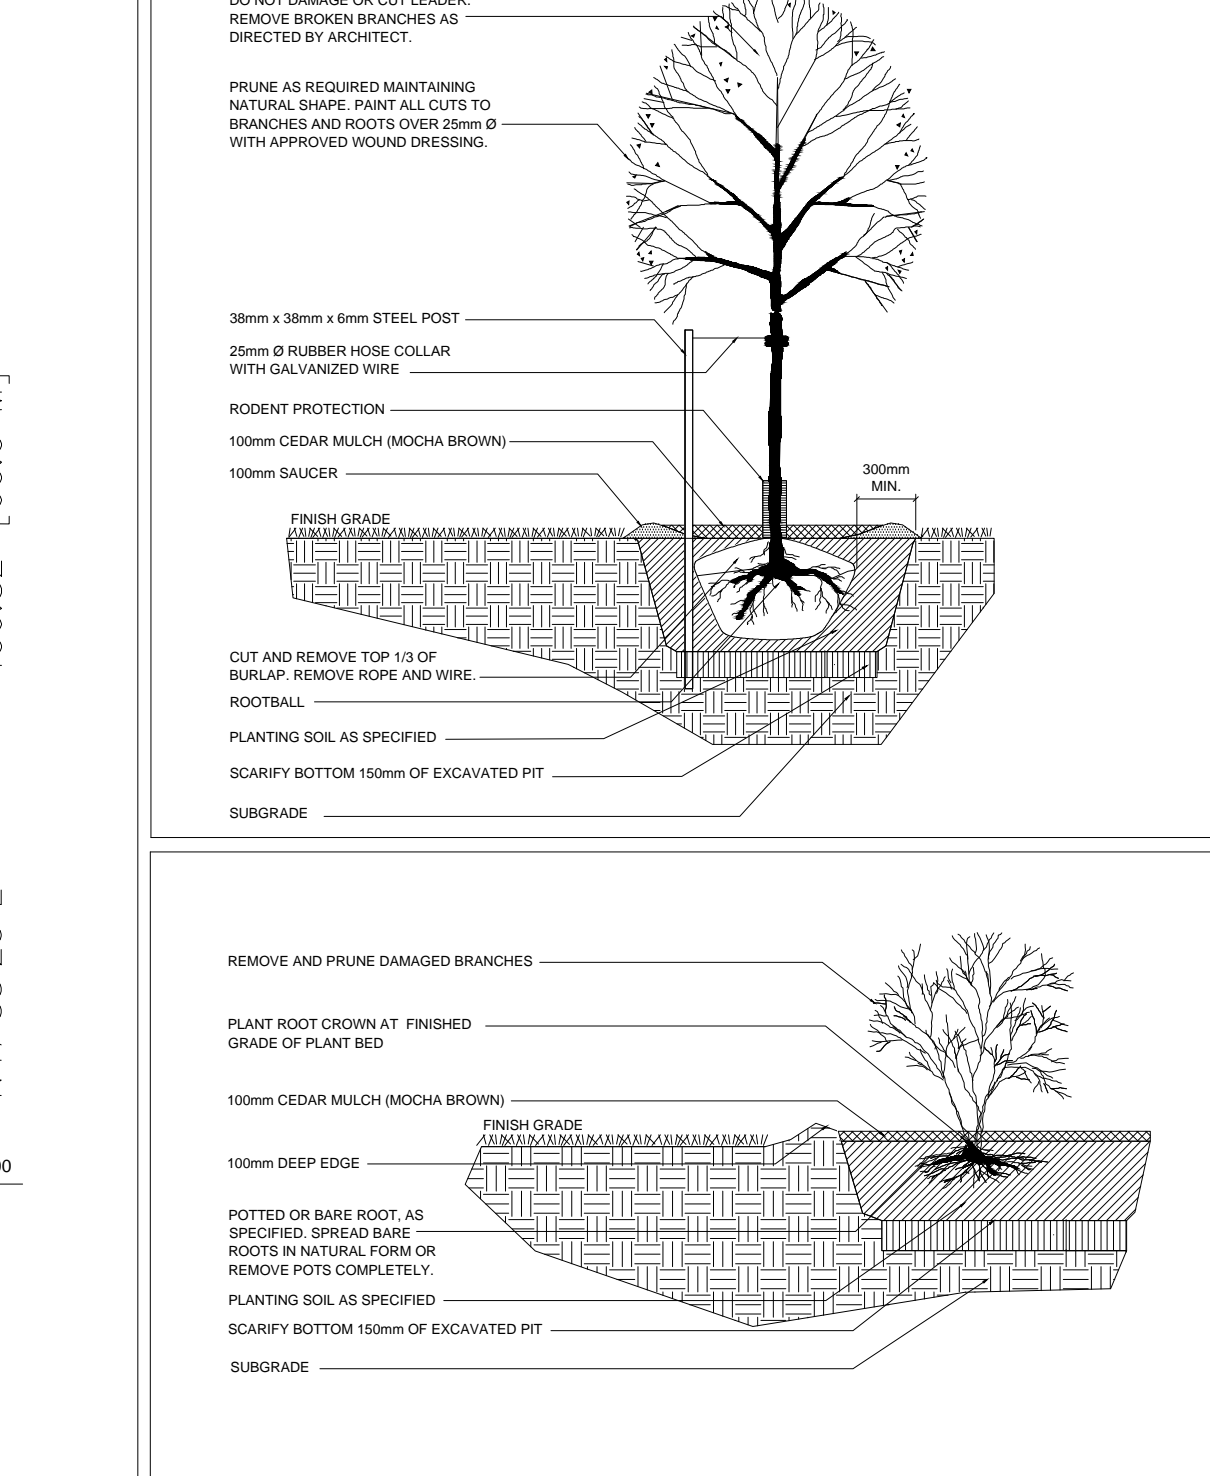 DO NOT DAMAGE OR CUT LEADER.
REMOVE BROKEN BRANCHES AS
DIRECTED BY ARCHITECT.
PRUNE AS REQUIRED MAINTAINING
NATURAL SHAPE. PAINT ALL CUTS TO
BRANCHES AND ROOTS OVER 25mm Ø
WITH APPROVED WOUND DRESSING.
38mm x 38mm x 6mm STEEL POST
25mm Ø RUBBER HOSE COLLAR
WITH GALVANIZED WIRE
RODENT PROTECTION
100mm CEDAR MULCH (MOCHA BROWN)
100mm SAUCER
300mm
MIN.
FINISH GRADE
CUT AND REMOVE TOP 1/3 OF
BURLAP. REMOVE ROPE AND WIRE.
ROOTBALL
PLANTING SOIL AS SPECIFIED
SCARIFY BOTTOM 150mm OF EXCAVATED PIT
SUBGRADE
REMOVE AND PRUNE DAMAGED BRANCHES
PLANT ROOT CROWN AT FINISHED
GRADE OF PLANT BED
100mm CEDAR MULCH (MOCHA BROWN)
FINISH GRADE
100mm DEEP EDGE
POTTED OR BARE ROOT, AS
SPECIFIED. SPREAD BARE
ROOTS IN NATURAL FORM OR
REMOVE POTS COMPLETELY.
PLANTING SOIL AS SPECIFIED
SCARIFY BOTTOM 150mm OF EXCAVATED PIT
SUBGRADE